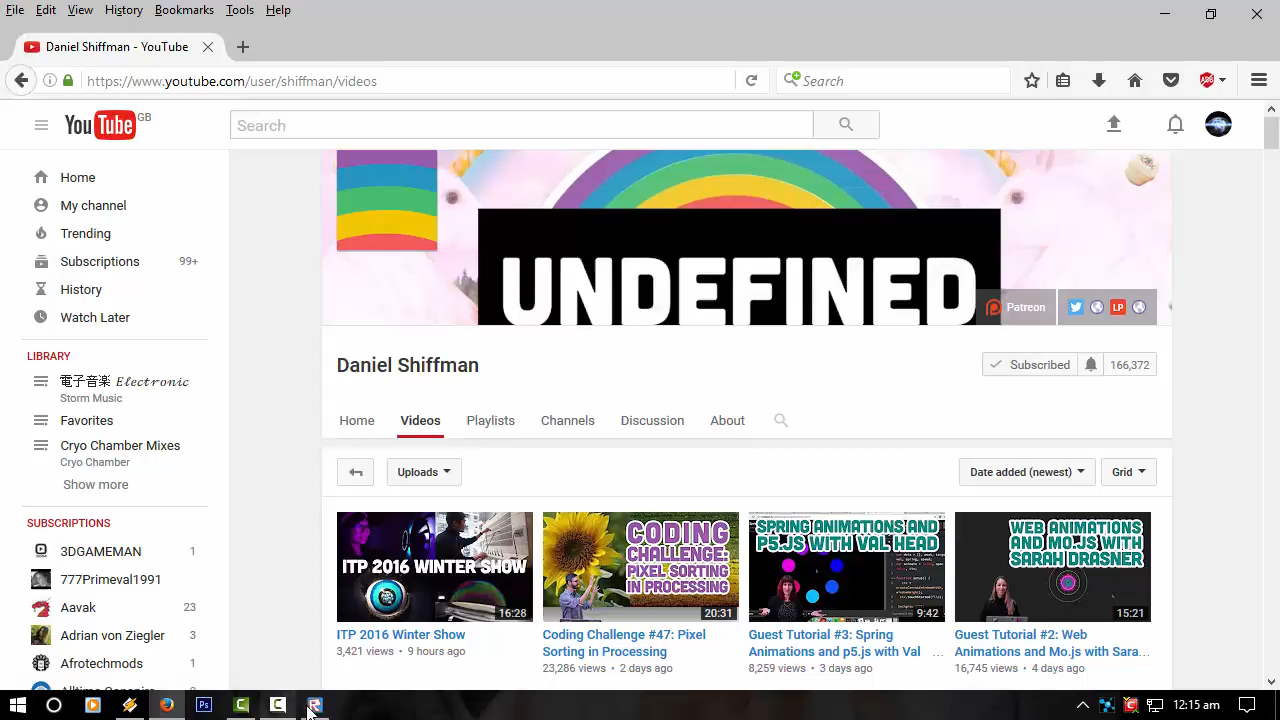 File Edit View History Bookmarks Tools Help
Daniel Shiffman - YouTube
https://www.youtube.com/user/shiffman/videos
Search
YouTube GB
Search
Home
My channel
Trending
Subscriptions 99+
History
Watch Later
LIBRARY
電子音楽 𝐸𝑙𝑒𝑐𝑡𝑟𝑜𝑛𝑖𝑐
Storm Music
Favorites
Cryo Chamber Mixes
Cryo Chamber
Show more
SUBSCRIPTIONS
3DGAMEMAN 1
777Primeval1991
Aavak 23
Adrian von Ziegler 3
Afrotechmods 1
UNDEFINED
Patreon
LP
Daniel Shiffman
Subscribed 166,372
Home Videos Playlists Channels Discussion About
Uploads
Date added (newest) Grid
ITP 2016 WINTER SHOW
16:28
ITP 2016 Winter Show
3,421 views • 9 hours ago
CODING
CHALLENGE:
PIXEL SORTING
IN PROCESSING
20:31
Coding Challenge #47: Pixel
Sorting in Processing
23,286 views • 2 days ago
SPRING ANIMATIONS AND
P5.JS WITH VAL HEAD
9:42
Guest Tutorial #3: Spring
Animations and p5.js with Val ...
8,259 views • 3 days ago
WEB ANIMATIONS
AND MO.JS WITH
SARAH DRASNER
15:21
Guest Tutorial #2: Web
Animations and Mo.js with Sara...
16,745 views • 4 days ago
Ps
12:15 am